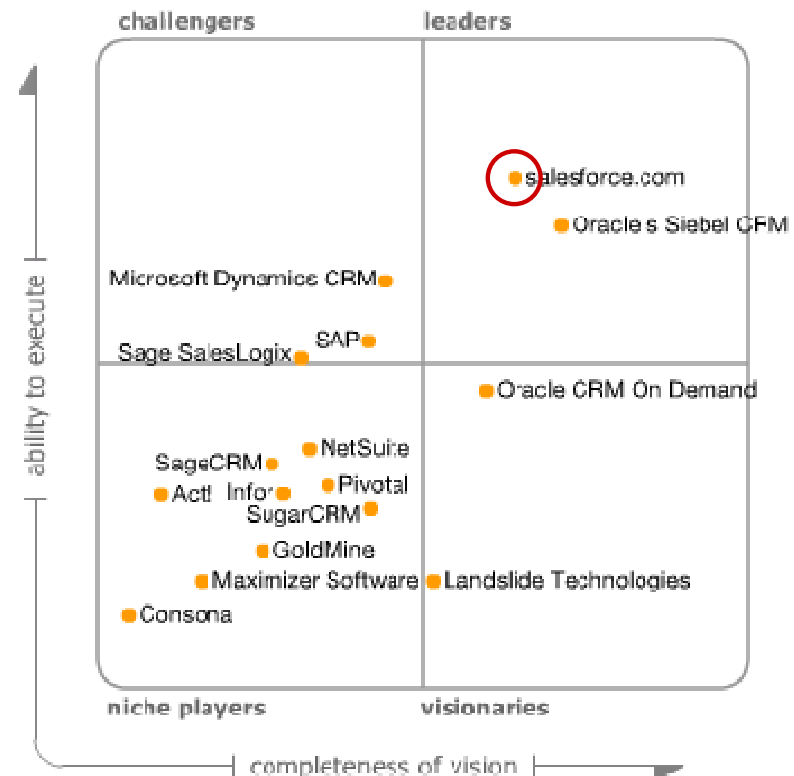 challengers
leaders
salesforce.com
Oracle's Siebel CRM
Microsoft Dynamics CRM
SAP
Sage SalesLogix
Oracle CRM On Demand
NetSuite
SageCRM
Pivotal
Act!
Infor
SugarCRM
GoldMine
Maximizer Software
Landslide Technologies
Consona
niche players
visionaries
ability to execute
completeness of vision